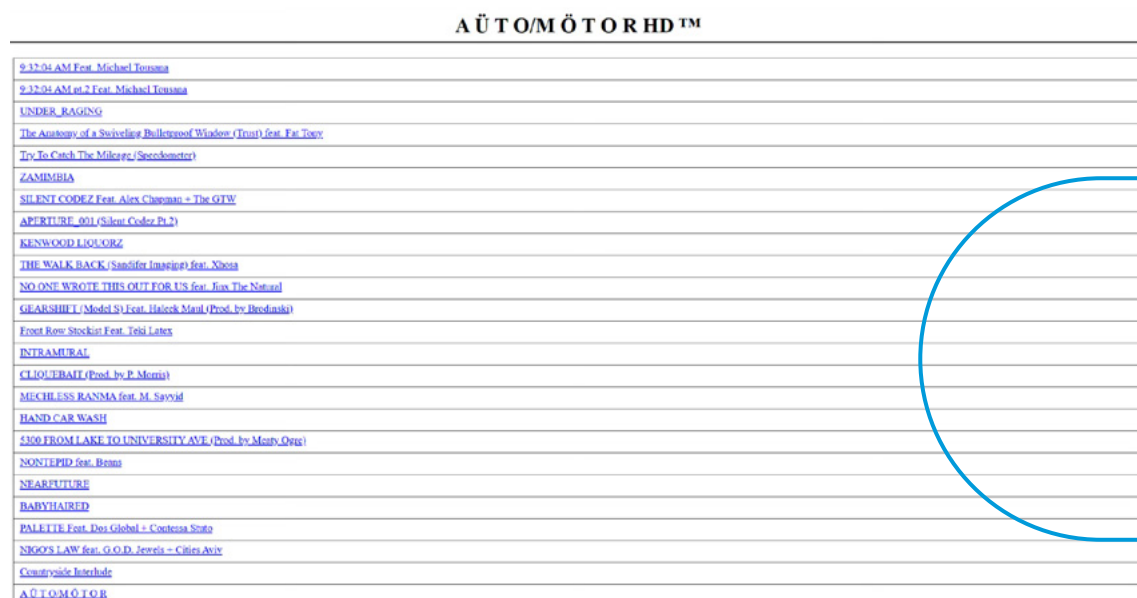 A Ü T O/M Ö T O R HD ™
9:32:04 AM Feat. Michael Tousana
9:32:04 AM pt.2 Feat. Michael Tousana
UNDER_RAGING
The Anatomy of a Swiveling Bulletproof Window (Trust) feat. Fat Tony
Try To Catch The Mileage (Speedometer)
ZAMIMBIA
SILENT CODEZ Feat. Alex Chapman + The GTW
APERTURE_001 (Silent Codez Pt.2)
KENWOOD LIQUORZ
THE WALK BACK (Sandifer Imaging) feat. Xhosa
NO ONE WROTE THIS OUT FOR US feat. Jinx The Natural
GEARSHIFT (Model S) Feat. Haleek Maul (Prod. by Brodinski)
Front Row Stockist Feat. Teki Latex
INTRAMURAL
CLIQUEBAIT (Prod. by P. Morris)
MECHLESS RANMA feat. M. Sayyid
HAND CAR WASH
5300 FROM LAKE TO UNIVERSITY AVE (Prod. by Meaty Ogre)
NONTEPID feat. Beans
NEARFUTURE
BABYHAIRED
PALETTE Feat. Dos Global + Contessa Stuto
NIGO'S LAW feat. G.O.D. Jewels + Cities Aviv
Countryside Interlude
A Ü T O/M Ö T O R